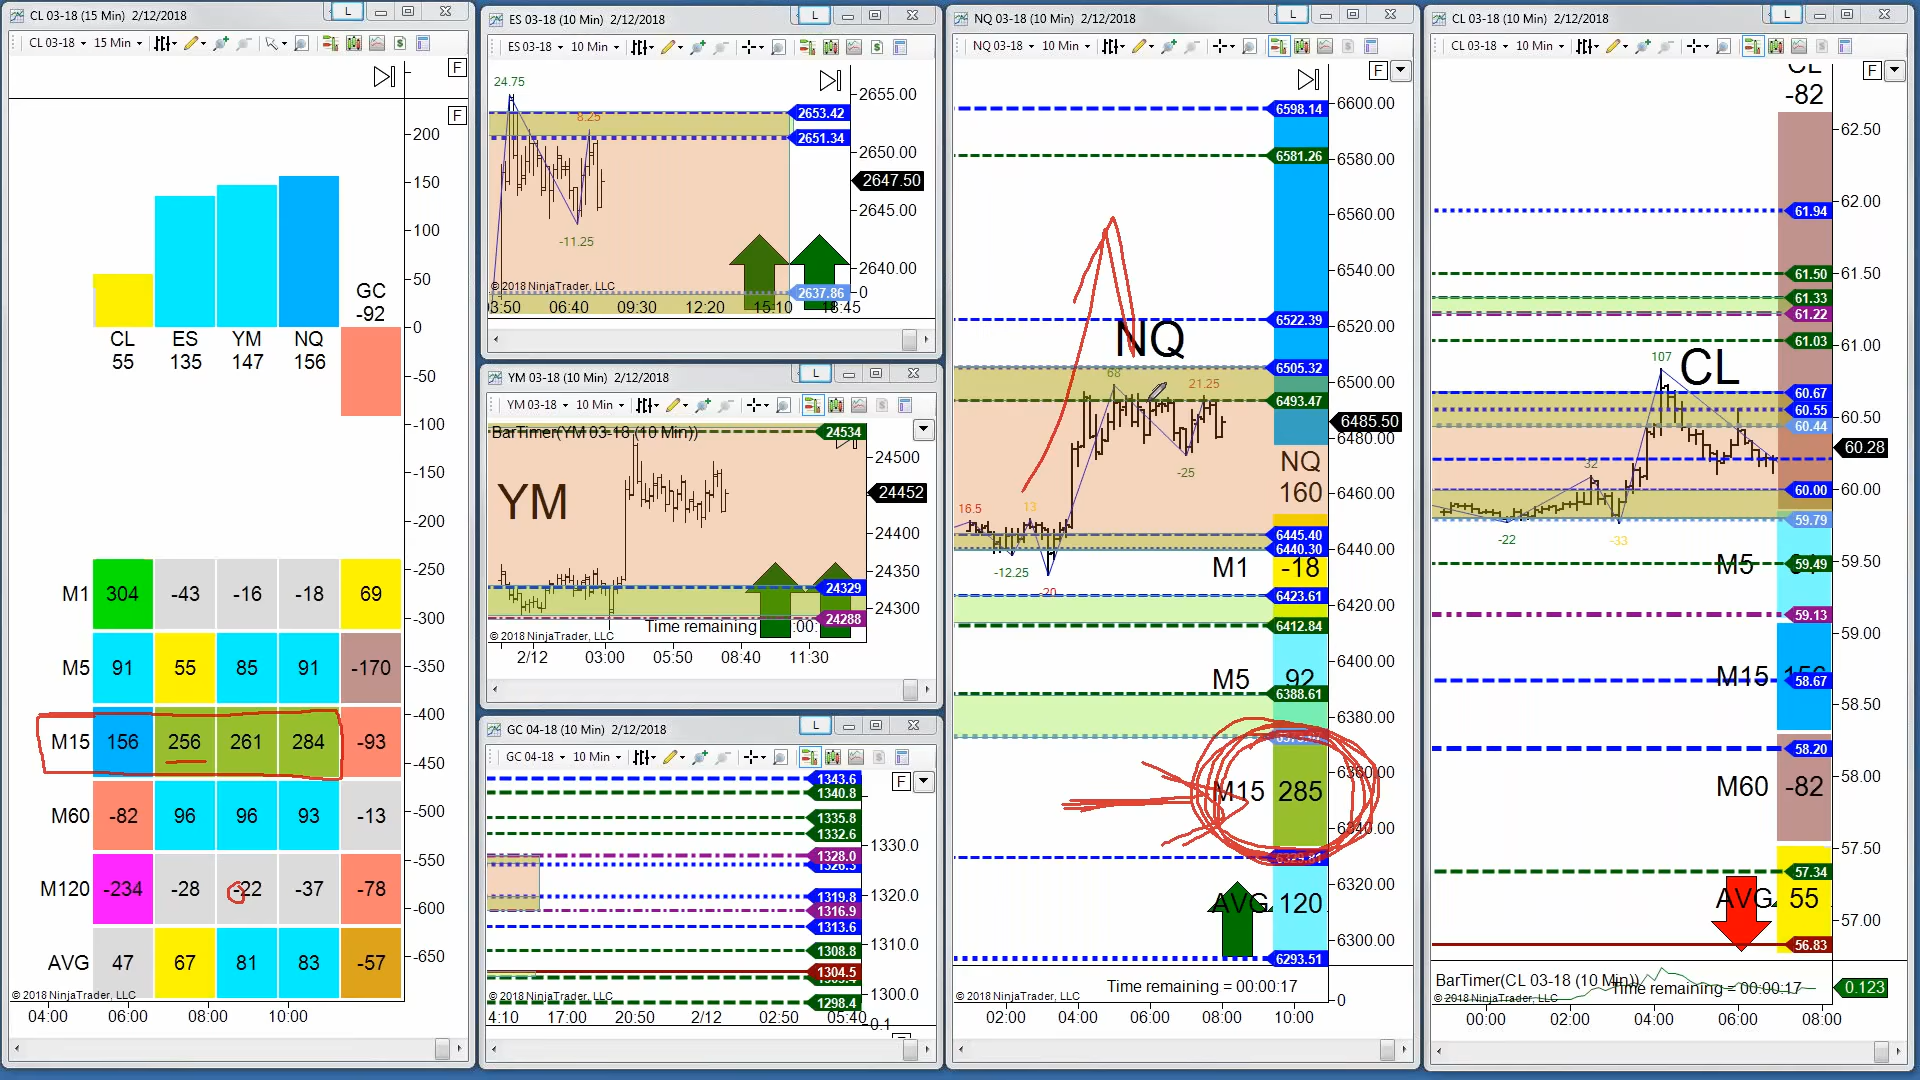 CL 03-18 (15 Min) 2/12/2018
CL 03-18 15 Min
F
F
200
150
100
50
0
-50
-100
-150
-200
-250
-300
-350
-400
-450
-500
-550
-600
-650
CL 55
ES 135
YM 147
NQ 156
GC -92
M1 304 -43 -16 -18 69
M5 91 55 85 91 -170
M15 156 256 261 284 -93
M60 -82 96 96 93 -13
M120 -234 -28 -22 -37 -78
AVG 47 67 81 83 -57
© 2018 NinjaTrader, LLC
04:00 06:00 08:00 10:00
ES 03-18 (10 Min) 2/12/2018
L
ES 03-18 10 Min
24.75
8.25
-11.25
2655.00
2653.42
2651.34
2650.00
2647.50
2645.00
2640.00
2637.86
© 2018 NinjaTrader, LLC
06:40 09:30 12:20 15:10 18:45
YM 03-18 (10 Min) 2/12/2018
L
YM 03-18 10 Min
BarTimer(YM 03-18 (10 Min))
YM
24534
24500
24452
24400
24350
24329
24300
24288
Time remaining
© 2018 NinjaTrader, LLC
2/12 03:00 05:50 08:40 11:30
GC 04-18 (10 Min) 2/12/2018
L
GC 04-18 10 Min
F
1343.6
1340.8
1335.8
1332.6
1330.0
1328.0
1320.0
1319.8
1316.9
1313.6
1310.0
1308.8
1304.5
1300.0
1298.4
© 2018 NinjaTrader, LLC
4:10 17:00 20:50 2/12 02:50 05:40
NQ 03-18 (10 Min) 2/12/2018
L
NQ 03-18 10 Min
F
6600.00
6598.14
6581.26
6580.00
6560.00
6540.00
6522.39
6520.00
NQ
6505.32
6500.00
6493.47
6485.50
6480.00
68
21.25
-25
16.5
13
-12.25
-20
NQ
160
6460.00
6445.40
6440.30
6440.00
M1 -18
6423.61
6420.00
6412.84
6400.00
M5 92
6388.61
6380.00
6360.00
M15 285
6340.00
6320.00
AVG 120
6300.00
6293.51
Time remaining = 00:00:17
© 2018 NinjaTrader, LLC
02:00 04:00 06:00 08:00 10:00
CL 03-18 (10 Min) 2/12/2018
L
CL 03-18 10 Min
F
CL
-82
62.50
62.00
61.94
61.50
61.50
61.33
61.22
61.03
61.00
107
CL
60.67
60.55
60.50
60.44
60.28
32
60.00
60.00
59.79
-22
-33
M5
59.50
59.49
59.13
59.00
M15
58.67
58.50
58.20
58.00
M60 -82
57.50
57.34
AVG 55
57.00
56.83
BarTimer(CL 03-18 (10 Min))
Time remaining = 00:00:17
0.123
© 2018 NinjaTrader, LLC
00:00 02:00 04:00 06:00 08:00